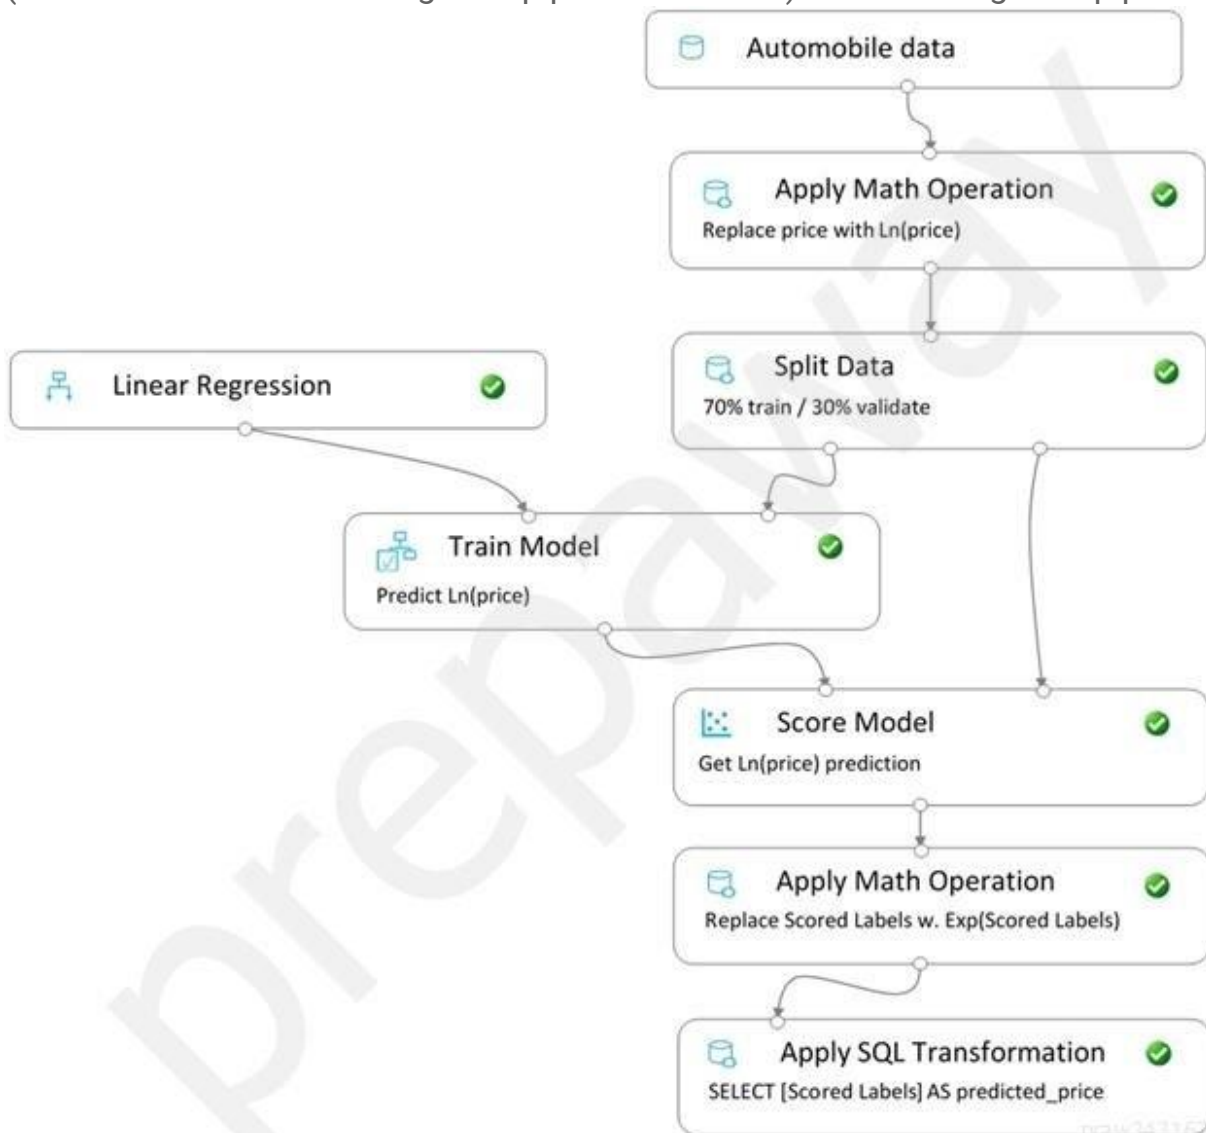 Automobile data
Apply Math Operation
Replace price with Ln(price)
Split Data
70% train / 30% validate
Linear Regression
Train Model
Predict Ln(price)
Score Model
Get Ln(price) prediction
Apply Math Operation
Replace Scored Labels w. Exp(Scored Labels)
Apply SQL Transformation
SELECT [Scored Labels] AS predicted_price
prepaway